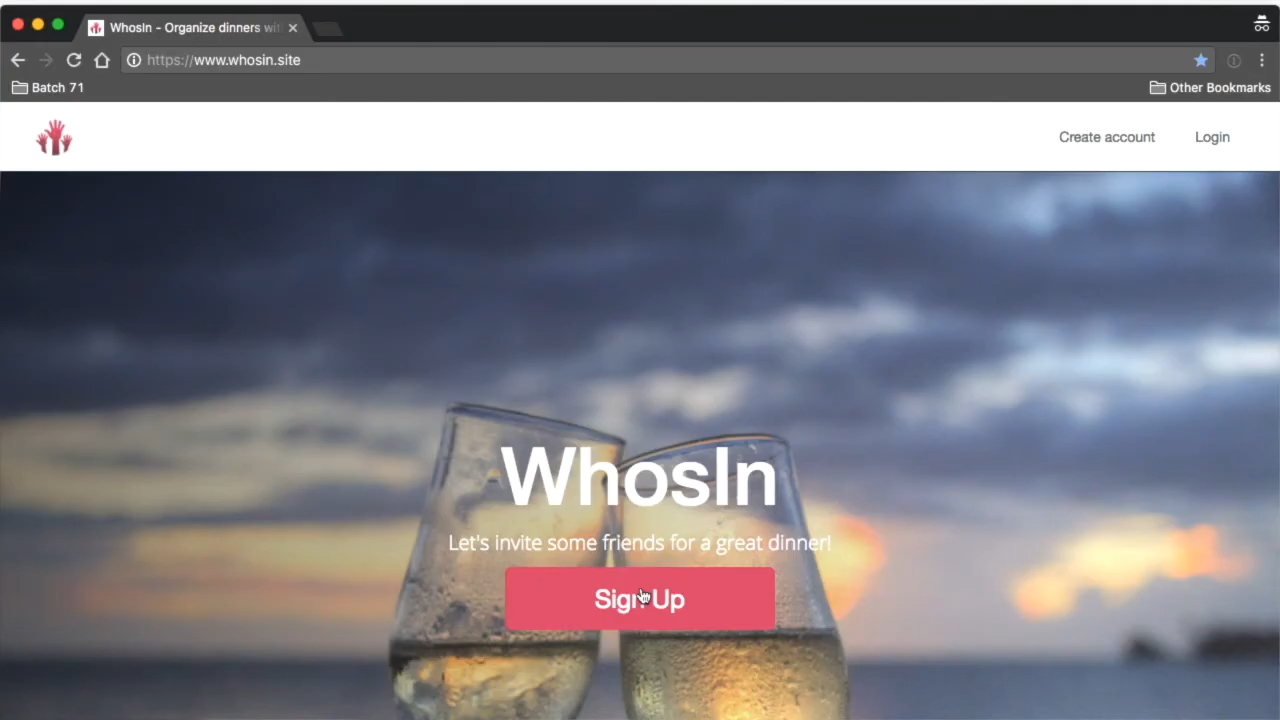 WhosIn - Organize dinners wit
https://www.whosin.site
Batch 71
Other Bookmarks
Create account
Login
WhosIn
Let's invite some friends for a great dinner!
Sign Up